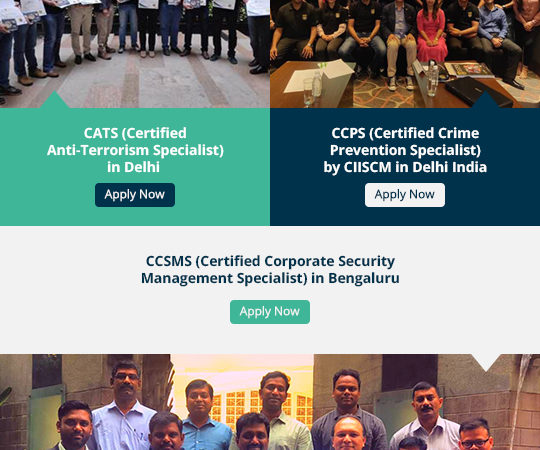 CATS (Certified
Anti-Terrorism Specialist)
in Delhi
Apply Now
CCPS (Certified Crime
Prevention Specialist)
by CIISCM in Delhi India
Apply Now
CCSMS (Certified Corporate Security
Management Specialist) in Bengaluru
Apply Now